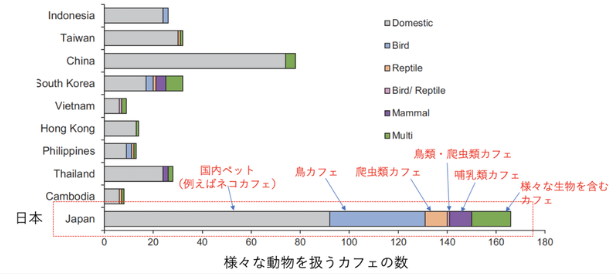 Indonesia
Taiwan
China
South Korea
Vietnam
Hong Kong
Philippines
Thailand
Cambodia
日本 Japan
Domestic
Bird
Reptile
Bird/ Reptile
Mammal
Multi
国内ペット
（例えばネコカフェ）
鳥カフェ
爬虫類カフェ
鳥類・爬虫類カフェ
哺乳類カフェ
様々な生物を含む
カフェ
0 20 40 60 80 100 120 140 160 180
様々な動物を扱うカフェの数